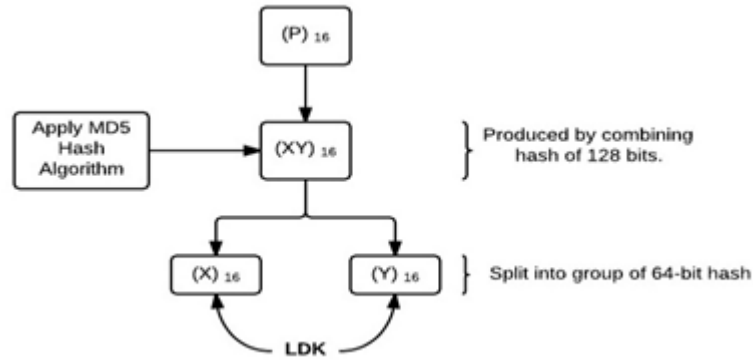 (P) 16
Apply MD5
Hash
Algorithm
(XY) 16
Produced by combining
hash of 128 bits.
(X) 16
(Y) 16
Split into group of 64-bit hash
LDK